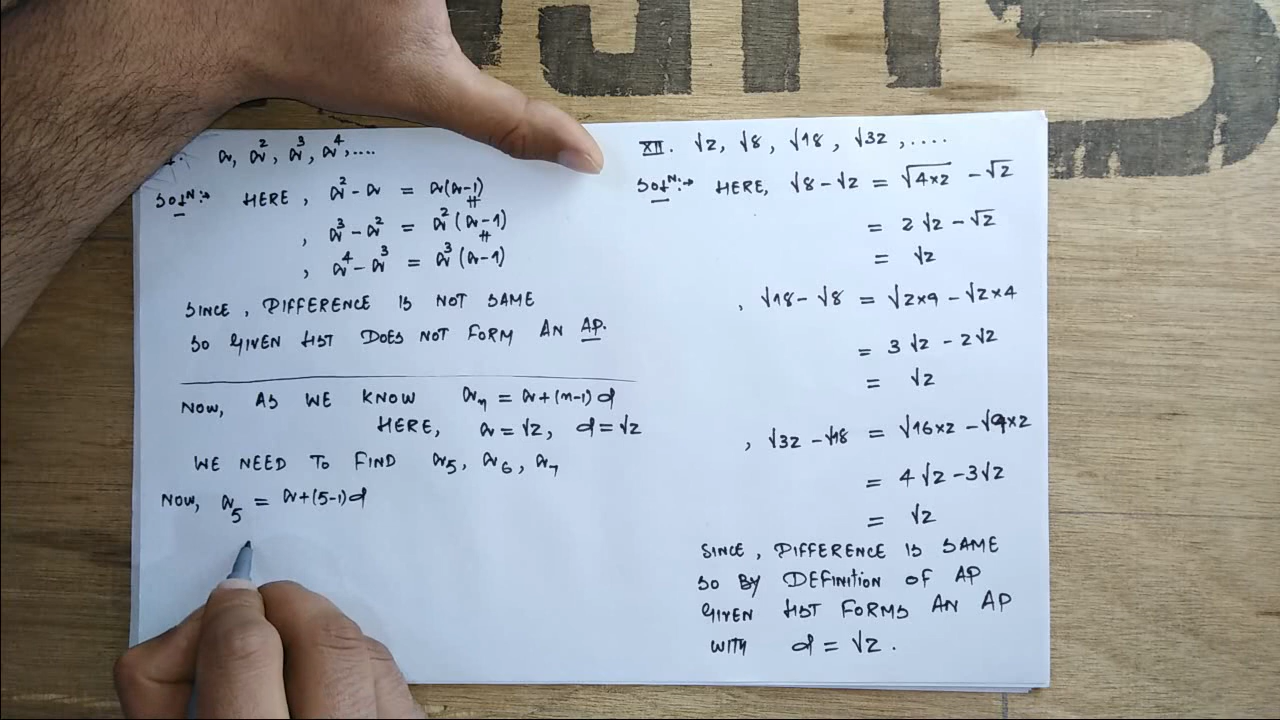 a, a², a³, a⁴, ....
Solᴺ:→ HERE, a² - a = a(a-1)
, a³ - a² = a²(a-1)
, a⁴ - a³ = a³(a-1)
SINCE, DIFFERENCE IS NOT SAME
SO GIVEN LIST DOES NOT FORM AN AP.
NOW, AS WE KNOW aₙ = a+(n-1)d
HERE, a = √2, d = √2
WE NEED TO FIND a₅, a₆, a₇
NOW, a₅ = a+(5-1)d
XII. √2, √8, √18, √32, ....
Solᴺ:→ HERE, √8 - √2 = √4×2 - √2
= 2√2 - √2
= √2
, √18 - √8 = √2×9 - √2×4
= 3√2 - 2√2
= √2
, √32 - √18 = √16×2 - √9×2
= 4√2 - 3√2
= √2
SINCE, DIFFERENCE IS SAME
SO BY DEFINITION OF AP
GIVEN LIST FORMS AN AP
WITH d = √2.